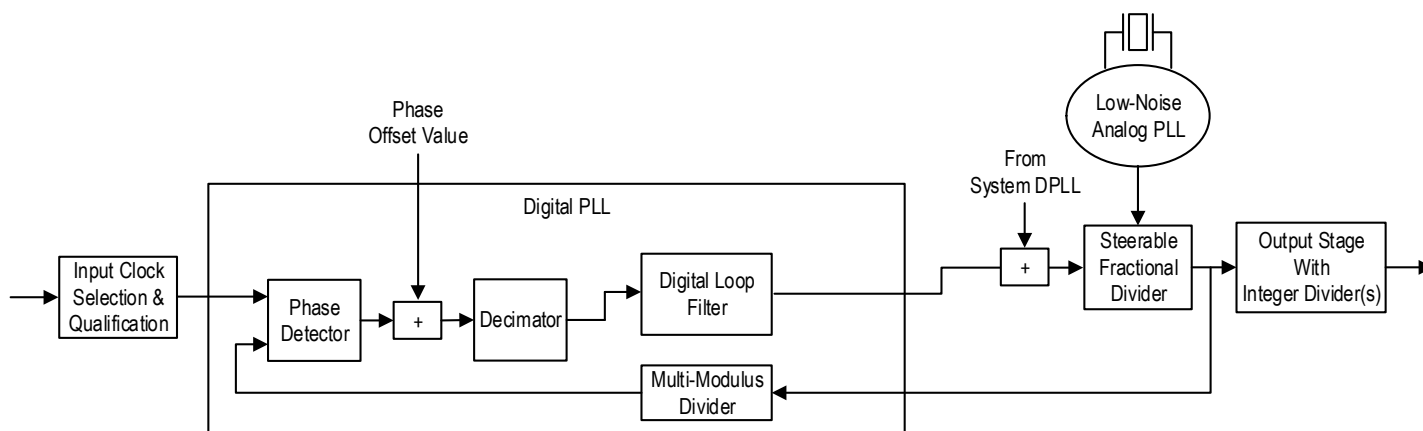 Low-Noise
Analog PLL
Phase
Offset Value
From
System DPLL
Digital PLL
Input Clock
Selection &
Qualification
Phase
Detector
+
Decimator
Digital Loop
Filter
+
Steerable
Fractional
Divider
Output Stage
With
Integer Divider(s)
Multi-Modulus
Divider